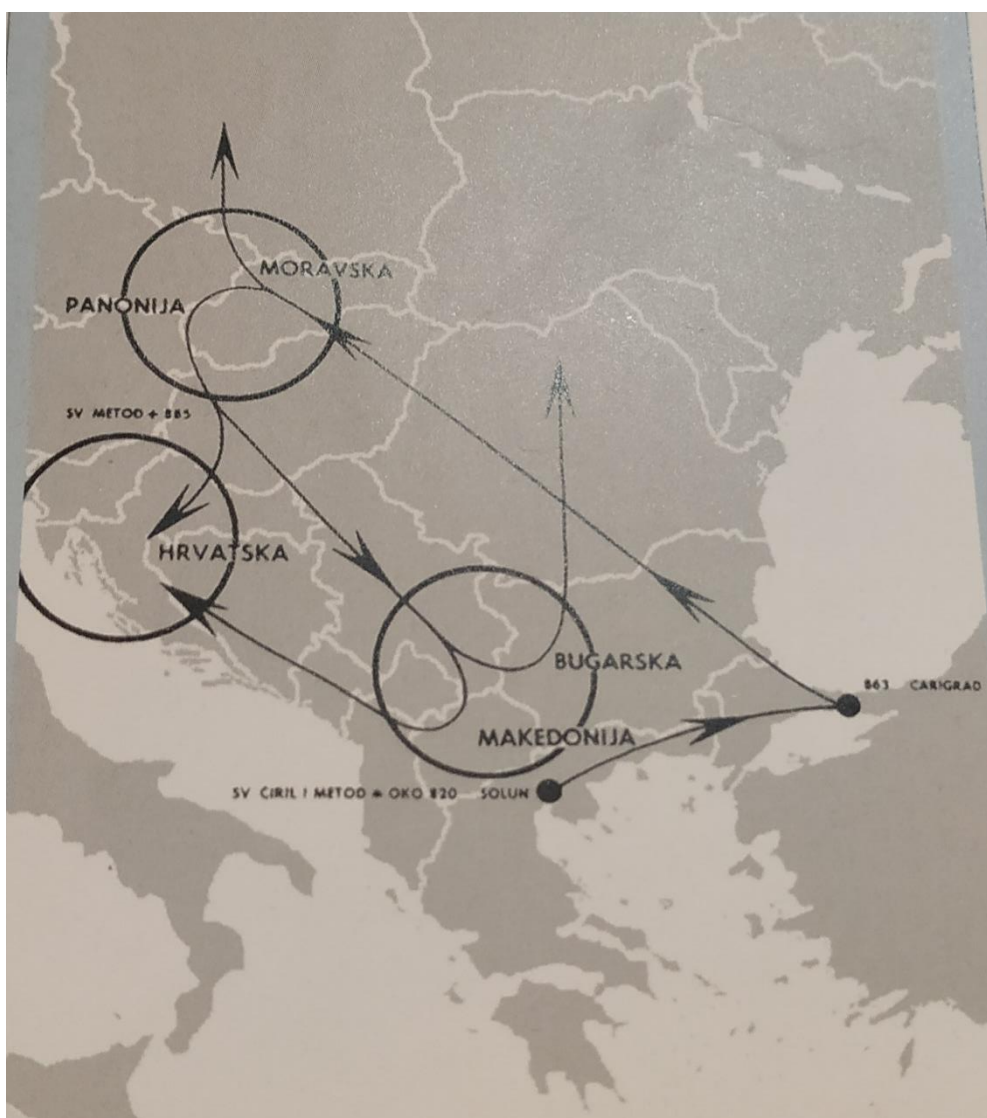 MORAVSKA
PANONIJA
SV METOD + 885
HRVATSKA
BUGARSKA
863 CARIGRAD
MAKEDONIJA
SV ĆIRIL I METOD * OKO 820 SOLUN